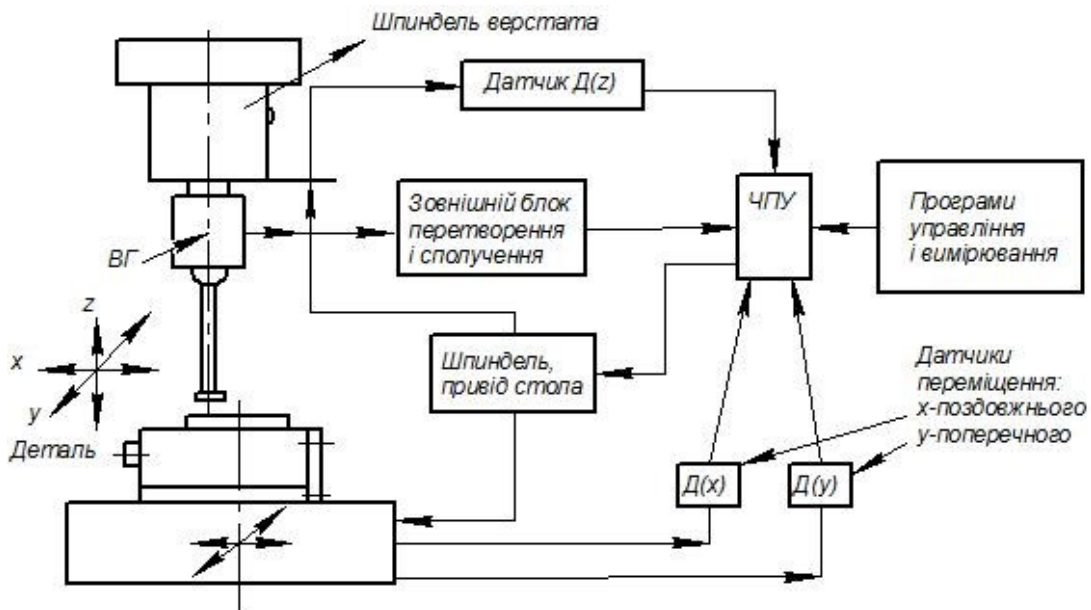 Шпиндель верстата
Датчик Д(z)
Зовнішній блок
перетворення
і сполучення
ЧПУ
Програми
управління
і вимірювання
ВГ
z
x
y
Шпиндель,
привід стола
Датчики
переміщення:
x-поздовжнього
y-поперечного
Деталь
Д(x)
Д(y)